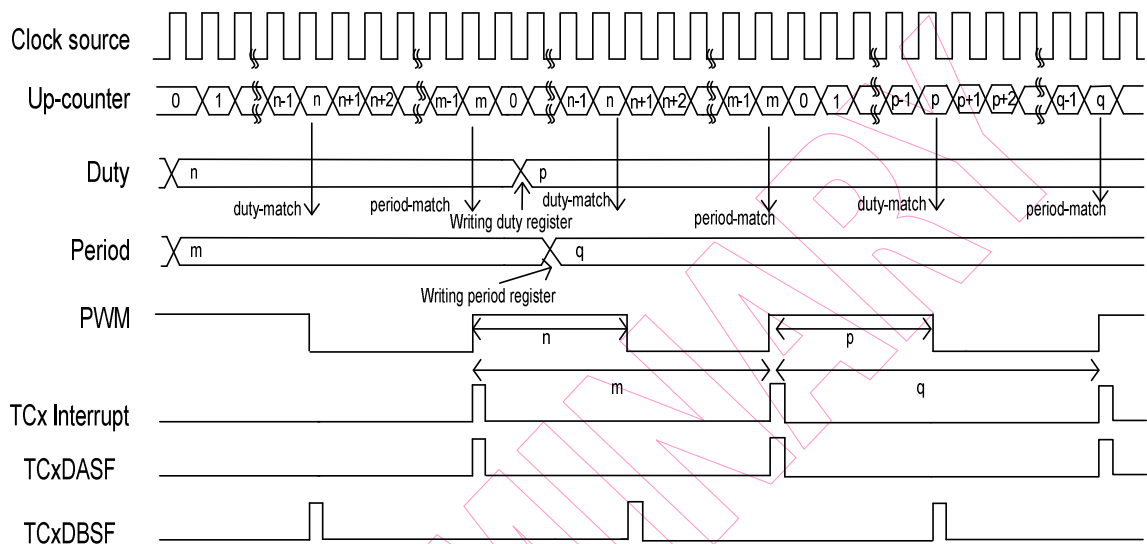 Clock source
Up-counter
0 1 n-1 n n+1 n+2 m-1 m 0 n-1 n n+1 n+2 m-1 m 0 1 p-1 p p+1 p+2 q-1 q
Duty
n p
duty-match period-match duty-match period-match duty-match period-match
Writing duty register
Period
m q
Writing period register
PWM
n p
m q
TCx Interrupt
TCxDASF
TCxDBSF